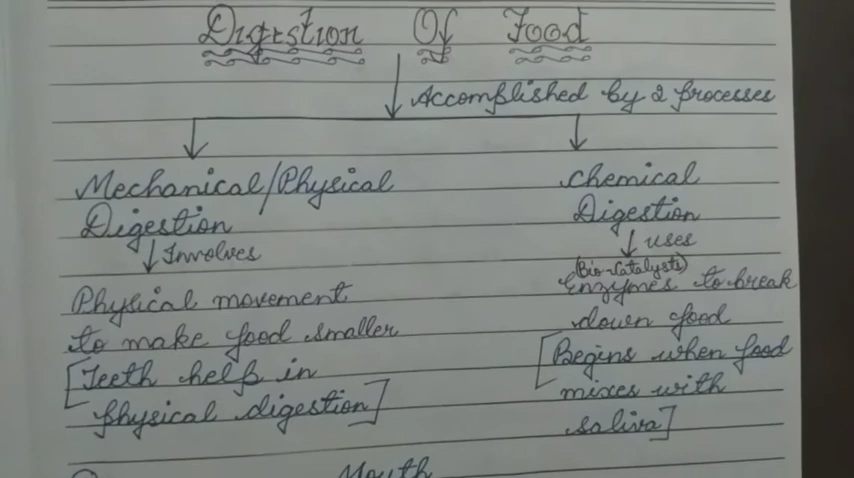 Digestion Of Food
Accomplished by 2 processes
Mechanical/Physical
Digestion
Involves
Physical movement
to make food smaller
[Teeth help in
physical digestion]
Chemical
Digestion
uses
(Bio-Catalysts)
Enzymes to break
down food
[Begins when food
mixes with
saliva]
Mouth